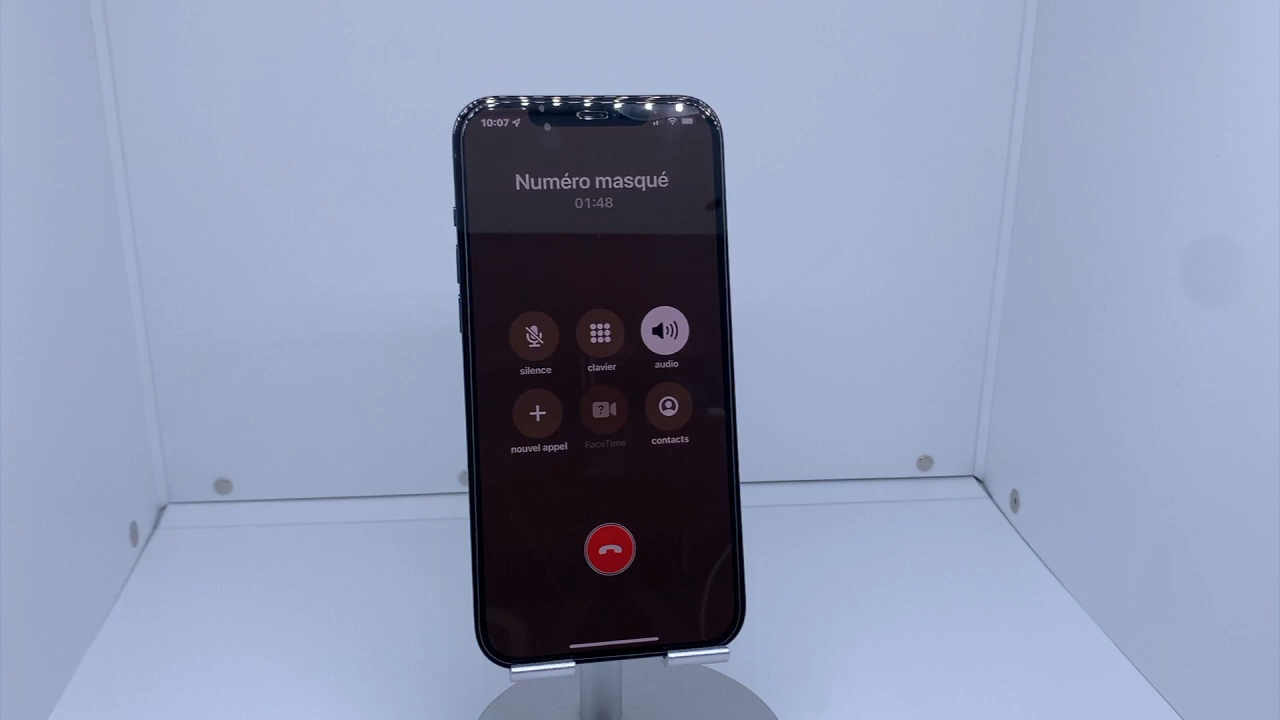 10:07
Numéro masqué
01:48
silence
clavier
audio
nouvel appel
FaceTime
contacts